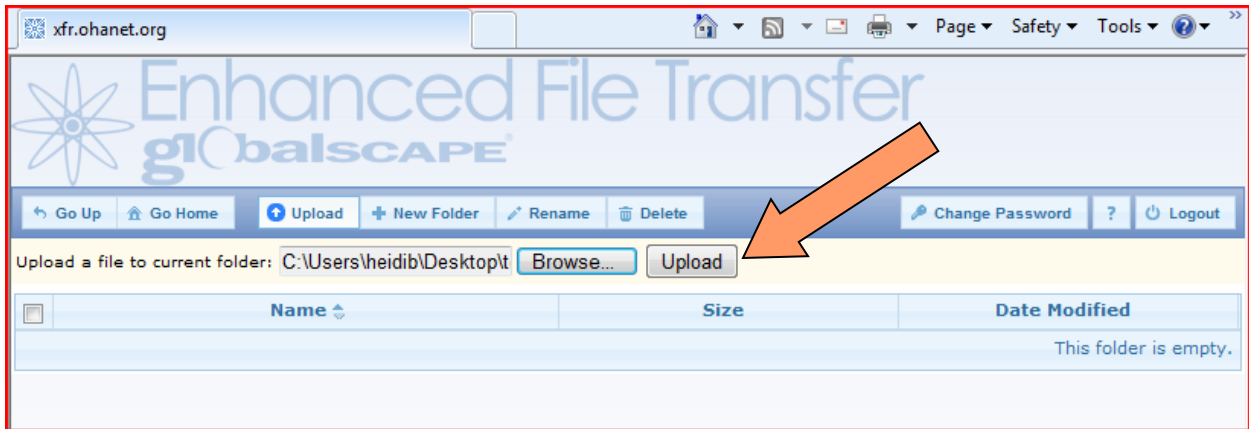 xfr.ohanet.org Page Safety Tools ? »
Enhanced File Transfer
globalSCAPE®
Go Up Go Home Upload New Folder Rename Delete Change Password ? Logout
Upload a file to current folder: C:\Users\heidib\Desktop\t Browse... Upload
Name Size Date Modified
This folder is empty.